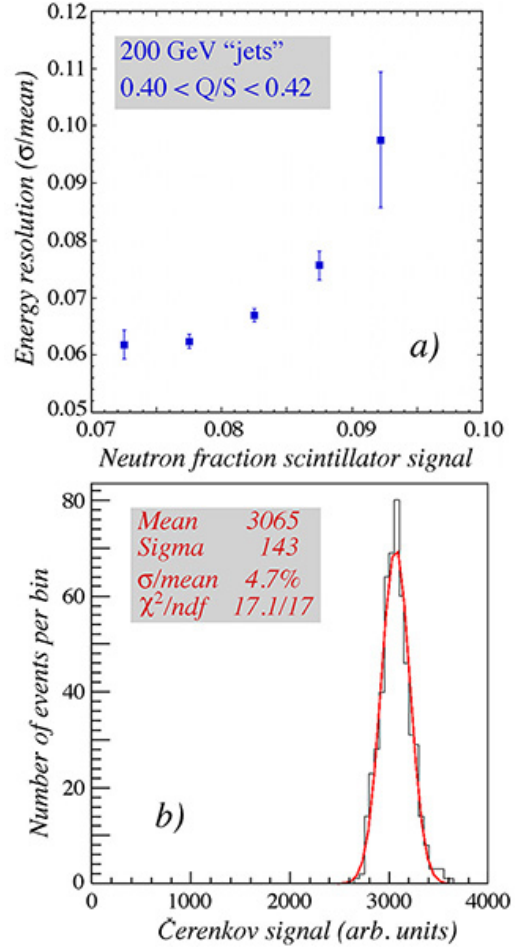 0.12
0.11
0.10
0.09
0.08
0.07
0.06
0.05
Energy resolution (σ/mean)
200 GeV “jets”
0.40 < Q/S < 0.42
a)
0.07 0.08 0.09 0.10
Neutron fraction scintillator signal
80
60
40
20
0
Number of events per bin
Mean 3065
Sigma 143
σ/mean 4.7%
χ²/ndf 17.1/17
b)
0 1000 2000 3000 4000
Čerenkov signal (arb. units)